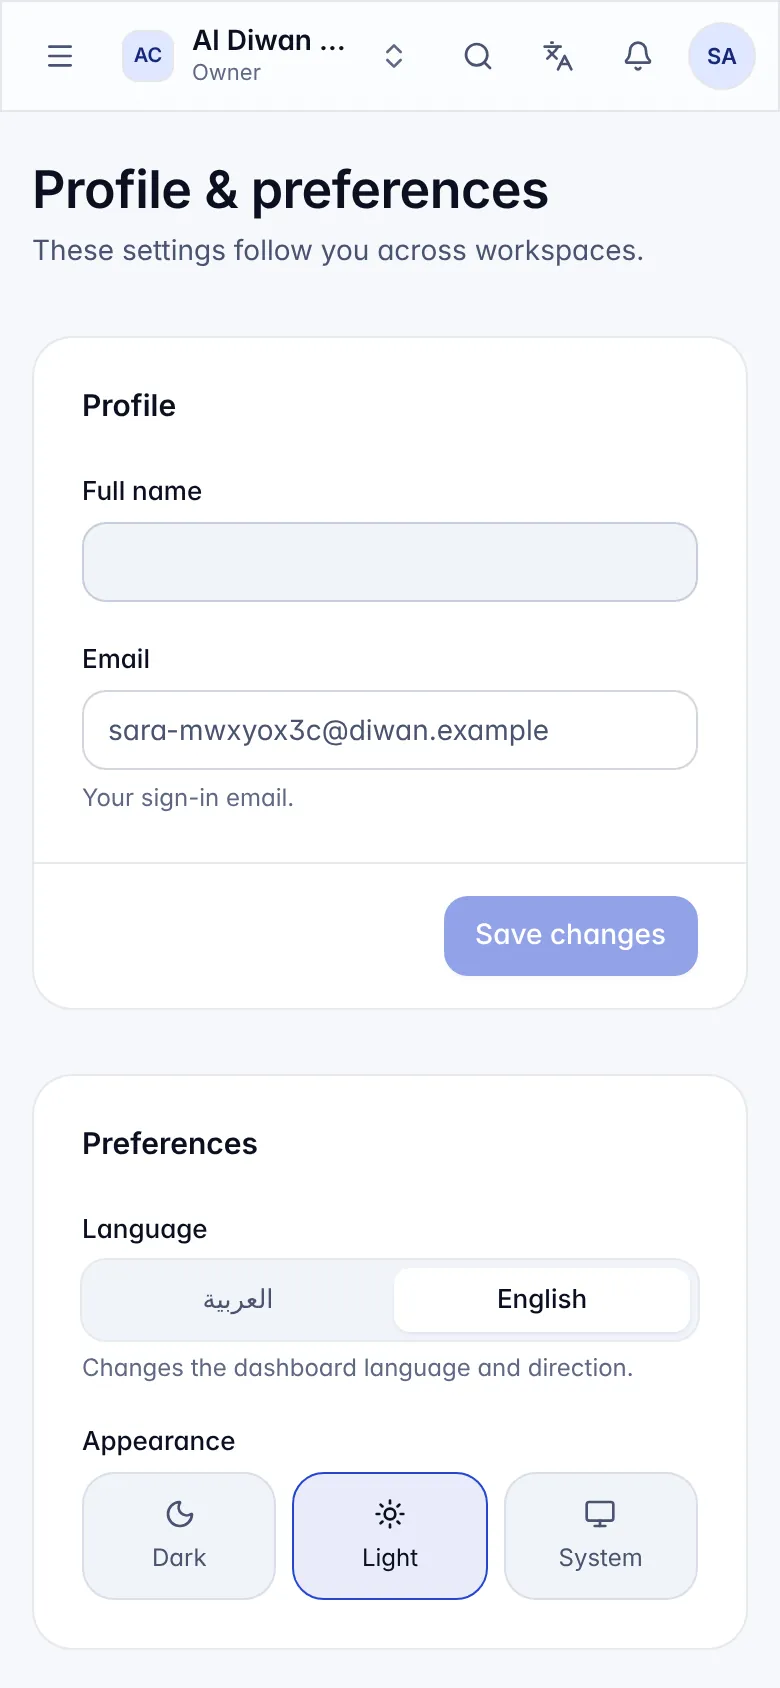 AC
Al Diwan ...
Owner
SA
Profile & preferences
These settings follow you across workspaces.
Profile
Full name
Email
sara-mwxyox3c@diwan.example
Your sign-in email.
Save changes
Preferences
Language
العربية
English
Changes the dashboard language and direction.
Appearance
Dark
Light
System